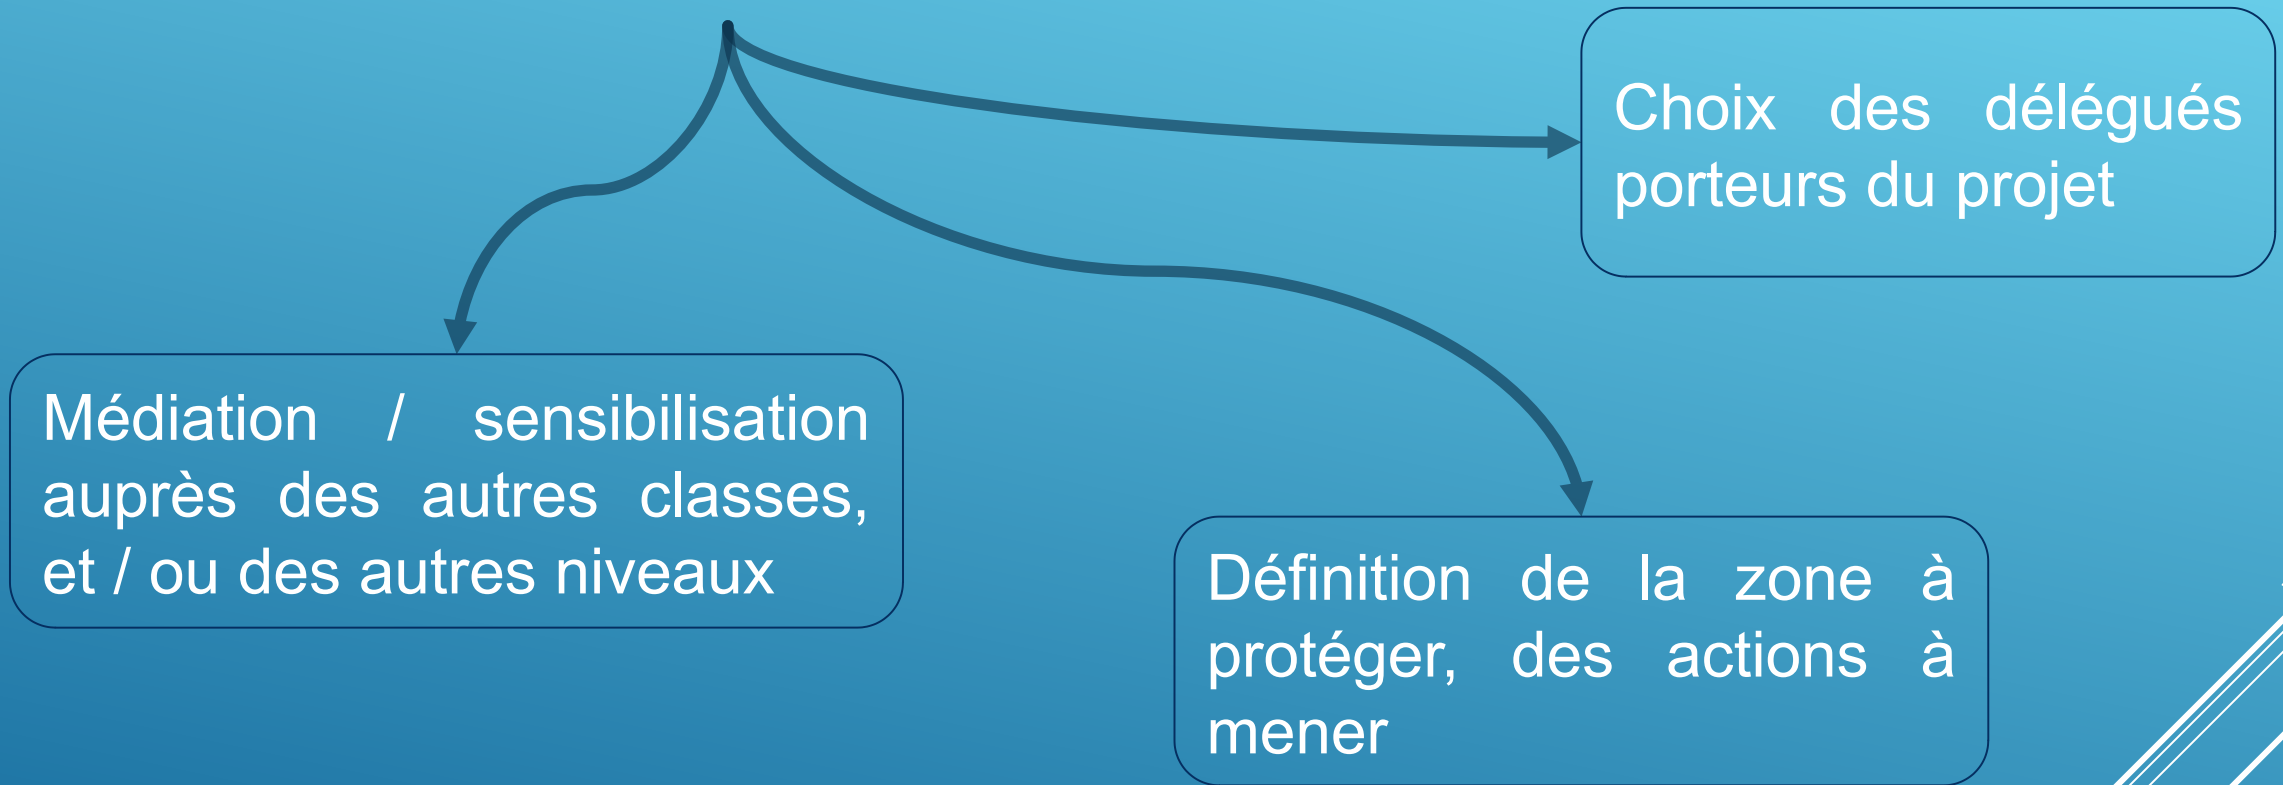 Choix des délégués
porteurs du projet
Médiation / sensibilisation
auprès des autres classes,
et / ou des autres niveaux
Définition de la zone à
protéger, des actions à
mener